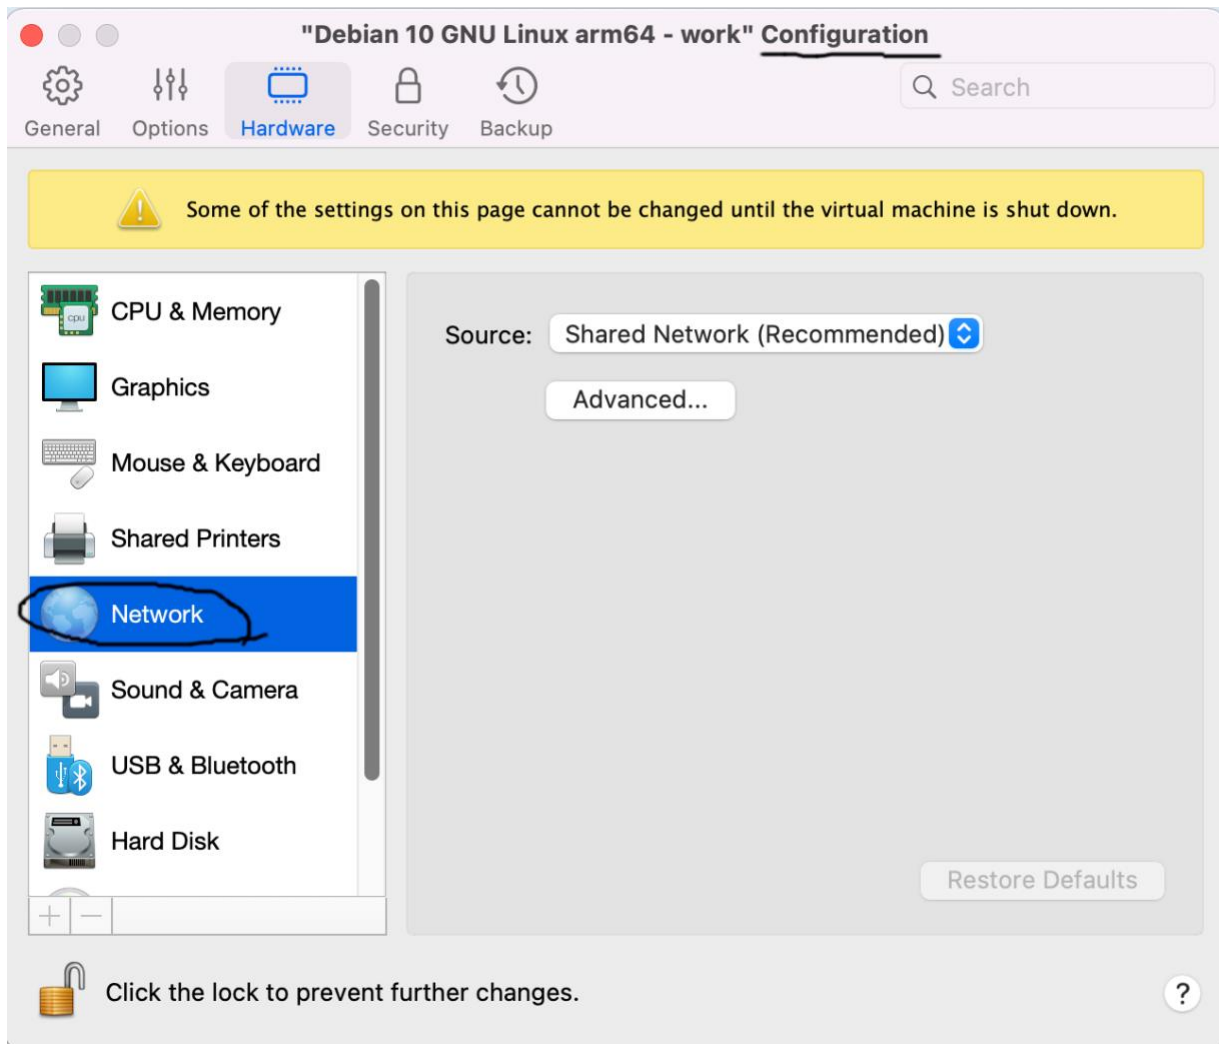 "Debian 10 GNU Linux arm64 - work" Configuration
General Options Hardware Security Backup
Search
Some of the settings on this page cannot be changed until the virtual machine is shut down.
CPU & Memory
Graphics
Mouse & Keyboard
Shared Printers
Network
Sound & Camera
USB & Bluetooth
Hard Disk
Source: Shared Network (Recommended)
Advanced...
Restore Defaults
Click the lock to prevent further changes.
?